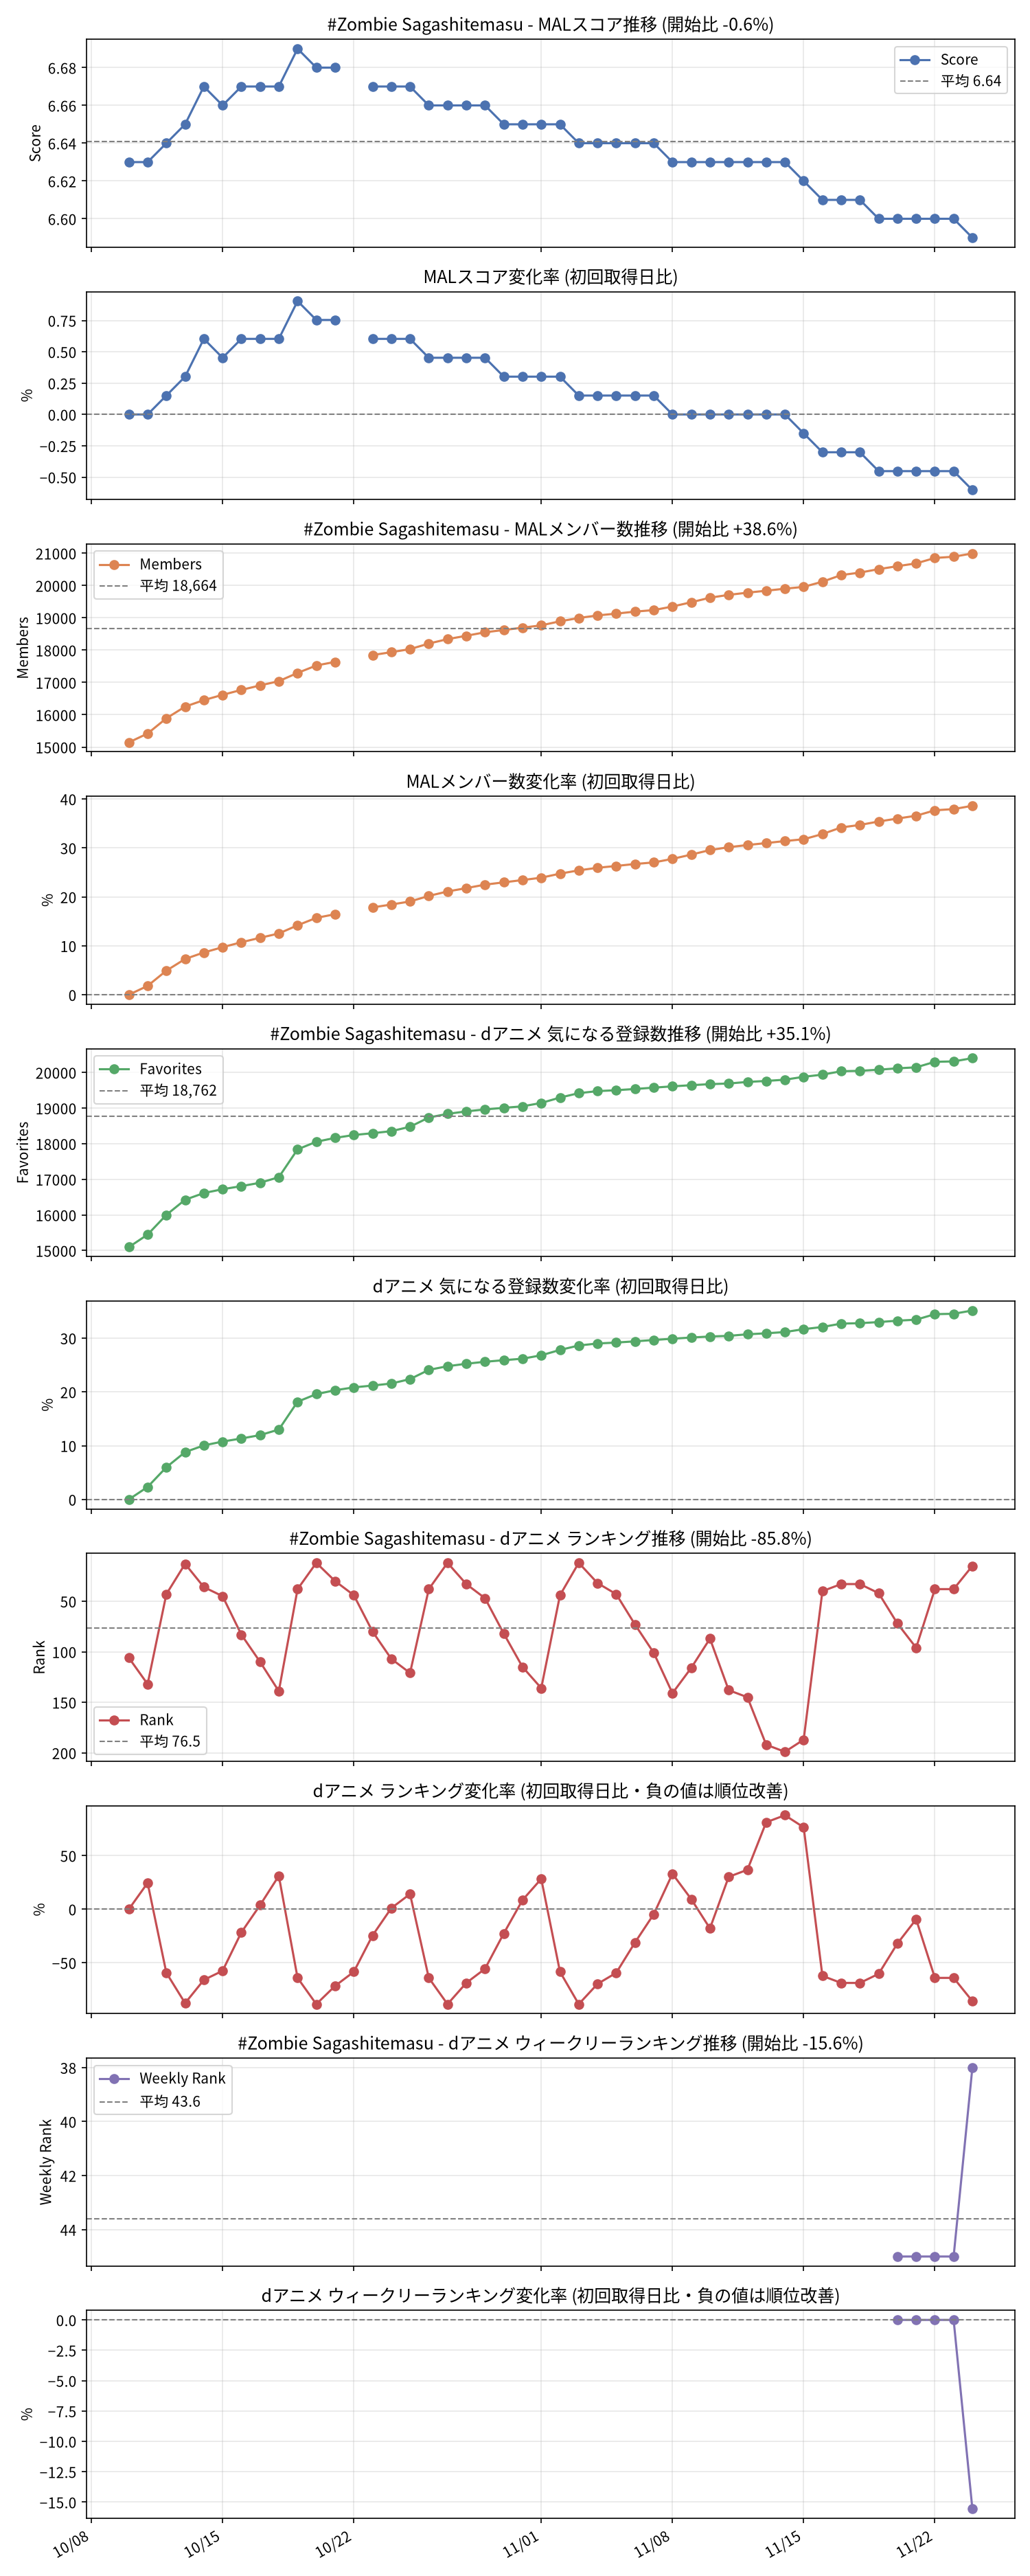 #Zombie Sagashitemasu - MALスコア推移 (開始比 -0.6%)
Score
6.68
6.66
6.64
6.62
6.60
Score
平均 6.64
MALスコア変化率 (初回取得日比)
%
0.75
0.50
0.25
0.00
−0.25
−0.50
#Zombie Sagashitemasu - MALメンバー数推移 (開始比 +38.6%)
Members
21000
20000
19000
18000
17000
16000
15000
Members
平均 18,664
MALメンバー数変化率 (初回取得日比)
%
40
30
20
10
0
#Zombie Sagashitemasu - dアニメ 気になる登録数推移 (開始比 +35.1%)
Favorites
20000
19000
18000
17000
16000
15000
Favorites
平均 18,762
dアニメ 気になる登録数変化率 (初回取得日比)
%
30
20
10
0
#Zombie Sagashitemasu - dアニメ ランキング推移 (開始比 -85.8%)
Rank
50
100
150
200
Rank
平均 76.5
dアニメ ランキング変化率 (初回取得日比・負の値は順位改善)
%
50
0
−50
#Zombie Sagashitemasu - dアニメ ウィークリーランキング推移 (開始比 -15.6%)
Weekly Rank
38
40
42
44
Weekly Rank
平均 43.6
dアニメ ウィークリーランキング変化率 (初回取得日比・負の値は順位改善)
%
0.0
−2.5
−5.0
−7.5
−10.0
−12.5
−15.0
10/08
10/15
10/22
11/01
11/08
11/15
11/22